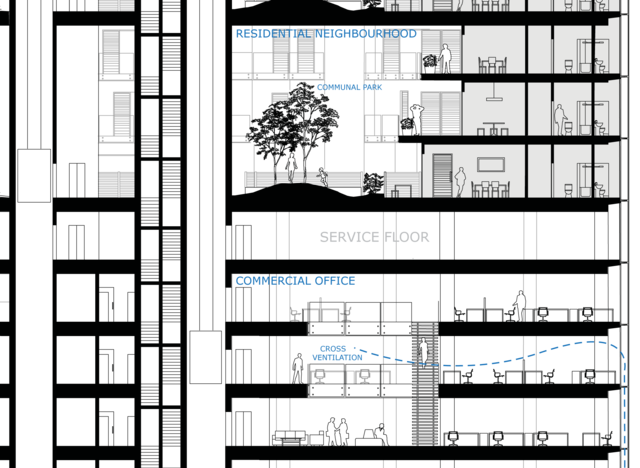 RESIDENTIAL NEIGHBOURHOOD
COMMUNAL PARK
SERVICE FLOOR
COMMERCIAL OFFICE
CROSS
VENTILATION